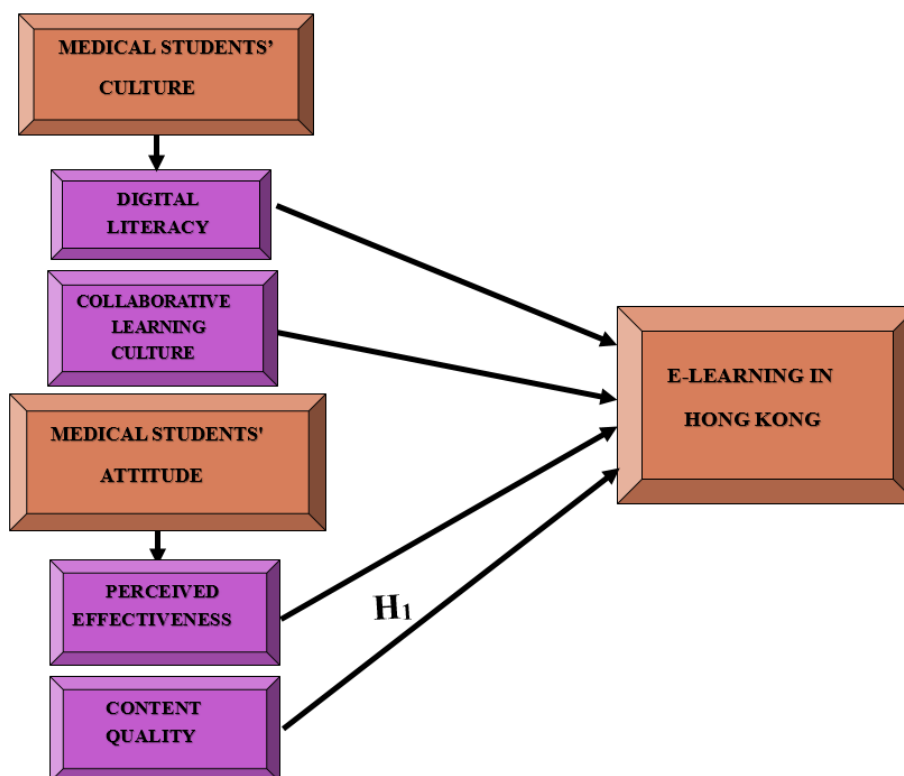 MEDICAL STUDENTS’
CULTURE
DIGITAL
LITERACY
COLLABORATIVE
LEARNING
CULTURE
MEDICAL STUDENTS'
ATTITUDE
PERCEIVED
EFFECTIVENESS
CONTENT
QUALITY
H₁
E-LEARNING IN
HONG KONG